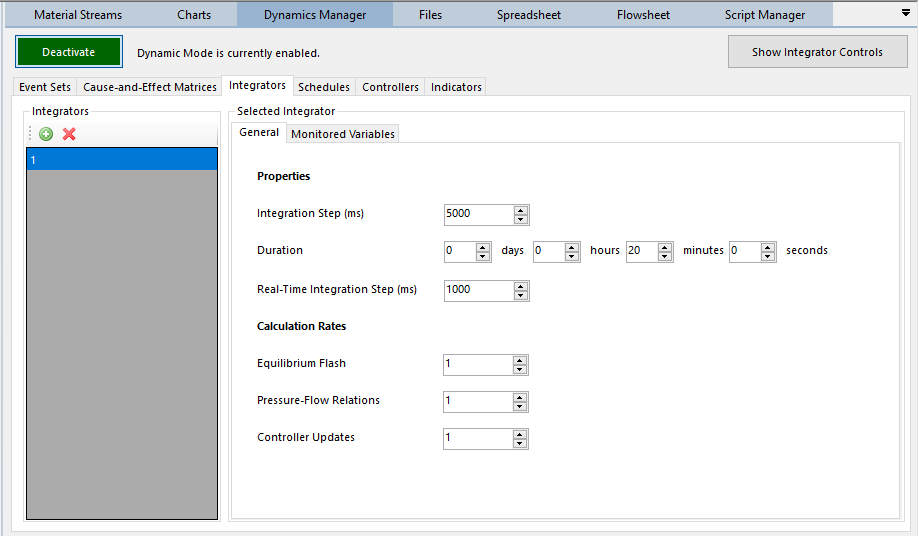 Material Streams Charts Dynamics Manager Files Spreadsheet Flowsheet Script Manager
Deactivate Dynamic Mode is currently enabled. Show Integrator Controls
Event Sets Cause-and-Effect Matrices Integrators Schedules Controllers Indicators
Integrators Selected Integrator
General Monitored Variables
1
Properties
Integration Step (ms) 5000
Duration 0 days 0 hours 20 minutes 0 seconds
Real-Time Integration Step (ms) 1000
Calculation Rates
Equilibrium Flash 1
Pressure-Flow Relations 1
Controller Updates 1